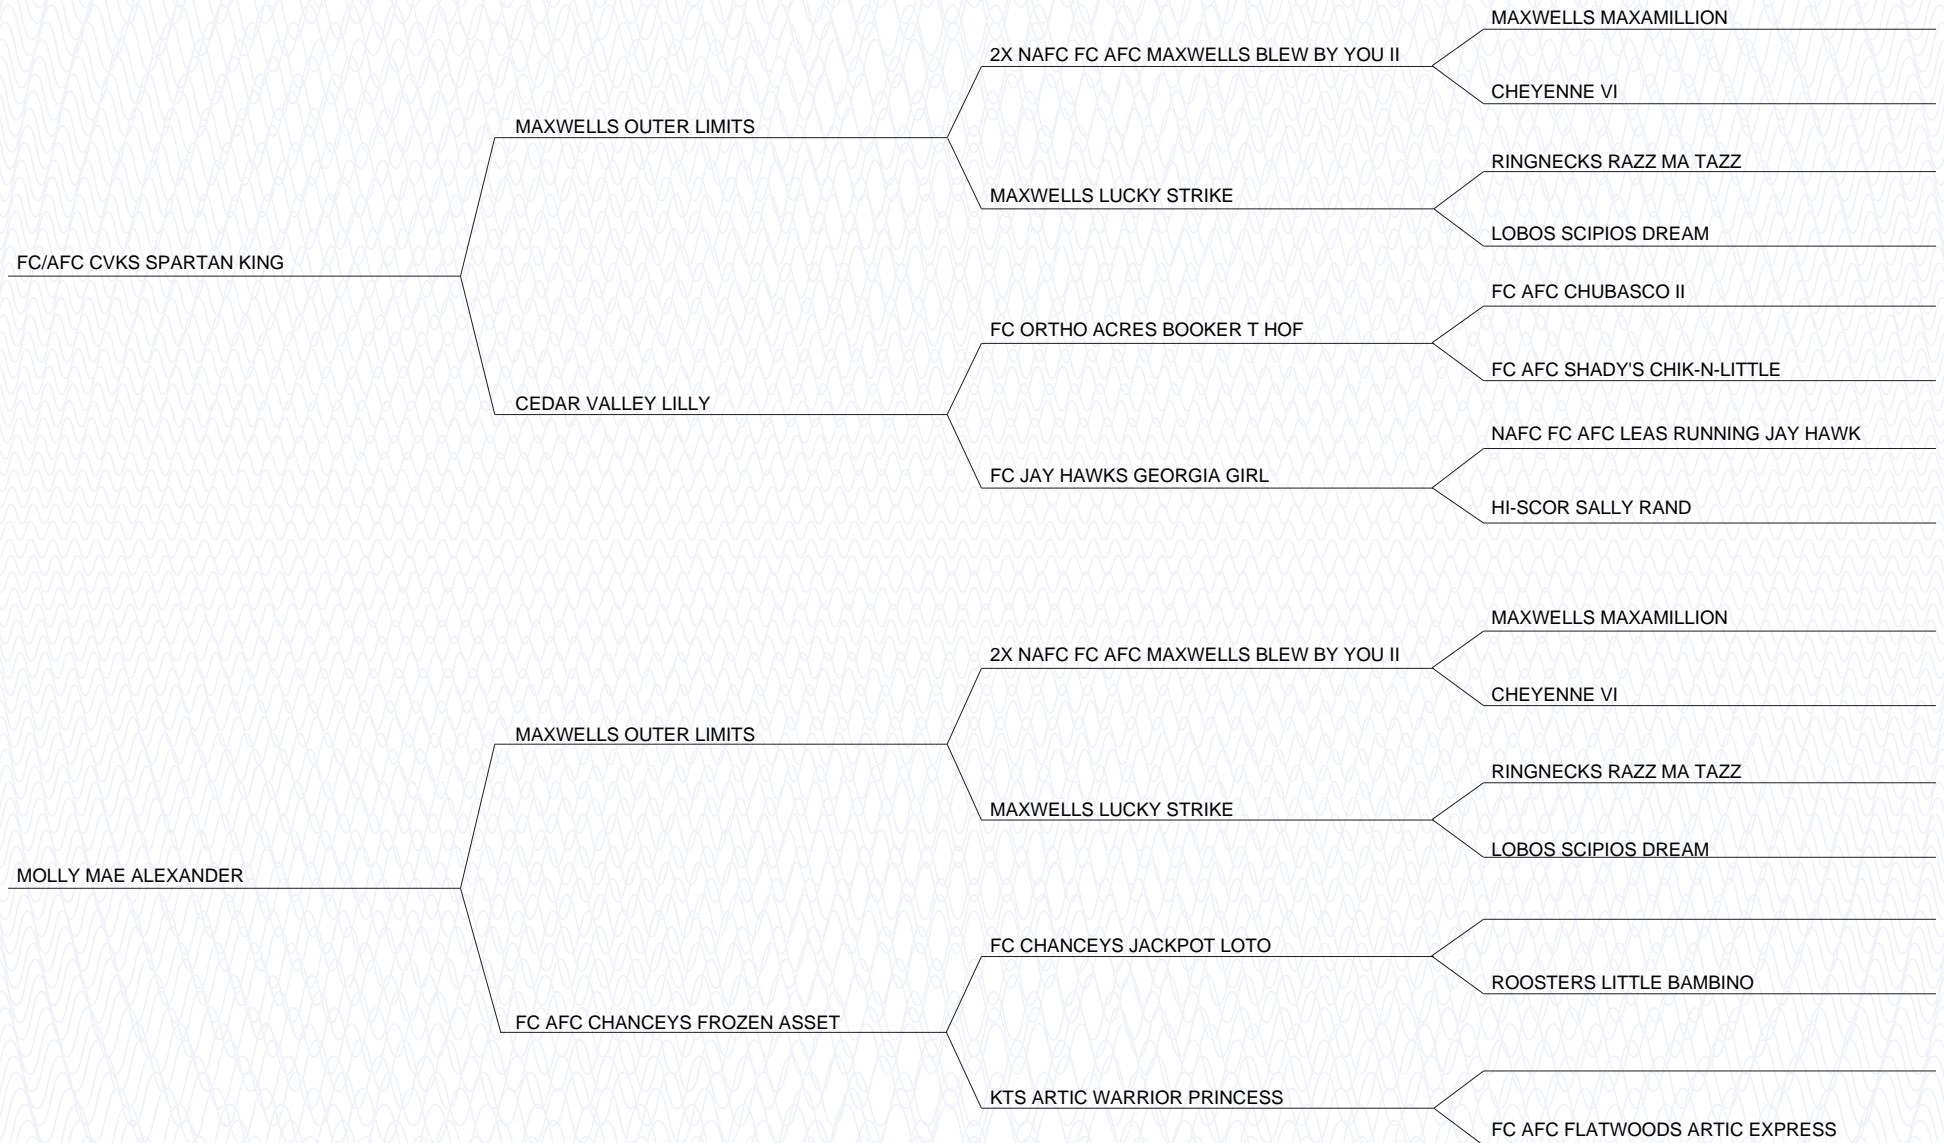 MAXWELLS MAXAMILLION
2X NAFC FC AFC MAXWELLS BLEW BY YOU II
CHEYENNE VI
MAXWELLS OUTER LIMITS
RINGNECKS RAZZ MA TAZZ
MAXWELLS LUCKY STRIKE
LOBOS SCIPIOS DREAM
FC/AFC CVKS SPARTAN KING
FC AFC CHUBASCO II
FC ORTHO ACRES BOOKER T HOF
FC AFC SHADY'S CHIK-N-LITTLE
CEDAR VALLEY LILLY
NAFC FC AFC LEAS RUNNING JAY HAWK
FC JAY HAWKS GEORGIA GIRL
HI-SCOR SALLY RAND
MAXWELLS MAXAMILLION
2X NAFC FC AFC MAXWELLS BLEW BY YOU II
CHEYENNE VI
MAXWELLS OUTER LIMITS
RINGNECKS RAZZ MA TAZZ
MAXWELLS LUCKY STRIKE
LOBOS SCIPIOS DREAM
MOLLY MAE ALEXANDER
FC CHANCEYS JACKPOT LOTO
ROOSTERS LITTLE BAMBINO
FC AFC CHANCEYS FROZEN ASSET
KTS ARTIC WARRIOR PRINCESS
FC AFC FLATWOODS ARTIC EXPRESS